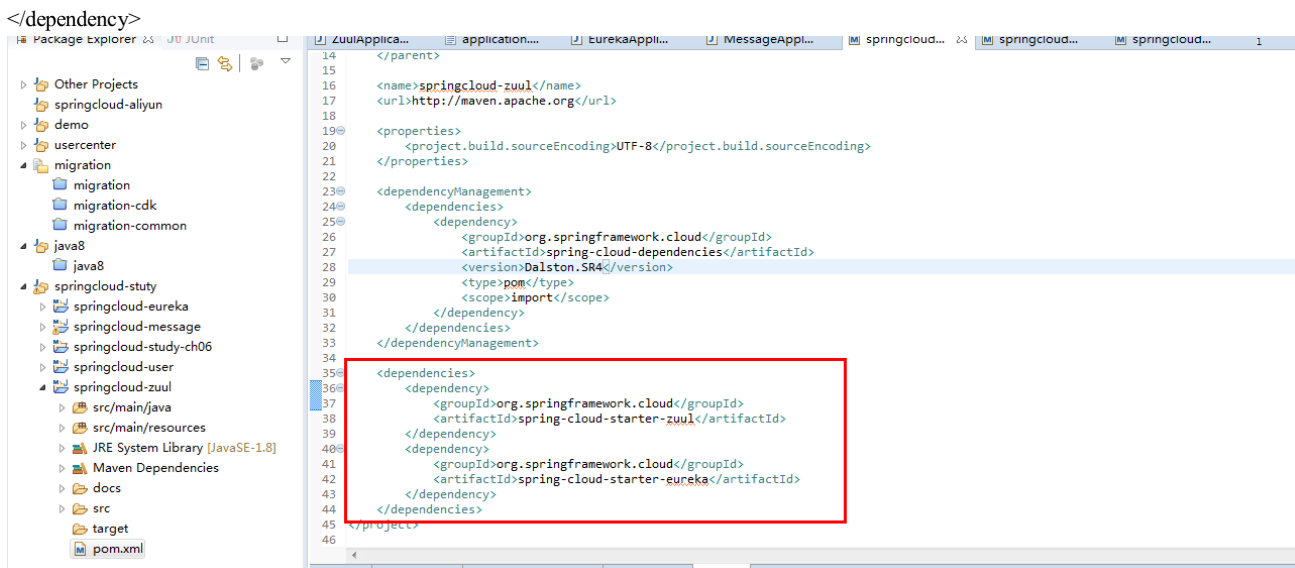 </dependency>
Package Explorer JUnit
ZuulApplica... application.... EurekaAppli... MessageAppl... springcloud... springcloud... springcloud... 1
Other Projects
springcloud-aliyun
demo
usercenter
migration
migration
migration-cdk
migration-common
java8
java8
springcloud-stuty
springcloud-eureka
springcloud-message
springcloud-study-ch06
springcloud-user
springcloud-zuul
src/main/java
src/main/resources
JRE System Library [JavaSE-1.8]
Maven Dependencies
docs
src
target
pom.xml
14 </parent>
15
16 <name>springcloud-zuul</name>
17 <url>http://maven.apache.org</url>
18
19 <properties>
20 <project.build.sourceEncoding>UTF-8</project.build.sourceEncoding>
21 </properties>
22
23 <dependencyManagement>
24 <dependencies>
25 <dependency>
26 <groupId>org.springframework.cloud</groupId>
27 <artifactId>spring-cloud-dependencies</artifactId>
28 <version>Dalston.SR4</version>
29 <type>pom</type>
30 <scope>import</scope>
31 </dependency>
32 </dependencies>
33 </dependencyManagement>
34
35 <dependencies>
36 <dependency>
37 <groupId>org.springframework.cloud</groupId>
38 <artifactId>spring-cloud-starter-zuul</artifactId>
39 </dependency>
40 <dependency>
41 <groupId>org.springframework.cloud</groupId>
42 <artifactId>spring-cloud-starter-eureka</artifactId>
43 </dependency>
44 </dependencies>
45 </project>
46